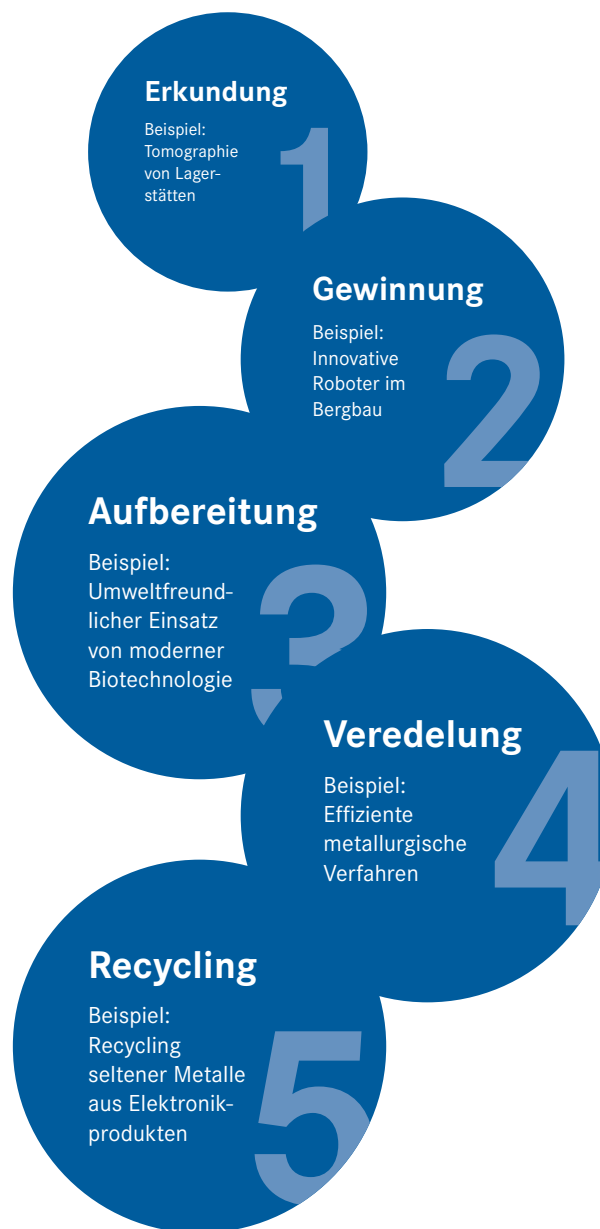 Erkundung
Beispiel:
Tomographie
von Lager-
stätten
1
Gewinnung
Beispiel:
Innovative
Roboter im
Bergbau
2
Aufbereitung
Beispiel:
Umweltfreund-
licher Einsatz
von moderner
Biotechnologie
3
Veredelung
Beispiel:
Effiziente
metallurgische
Verfahren
4
Recycling
Beispiel:
Recycling
seltener Metalle
aus Elektronik-
produkten
5